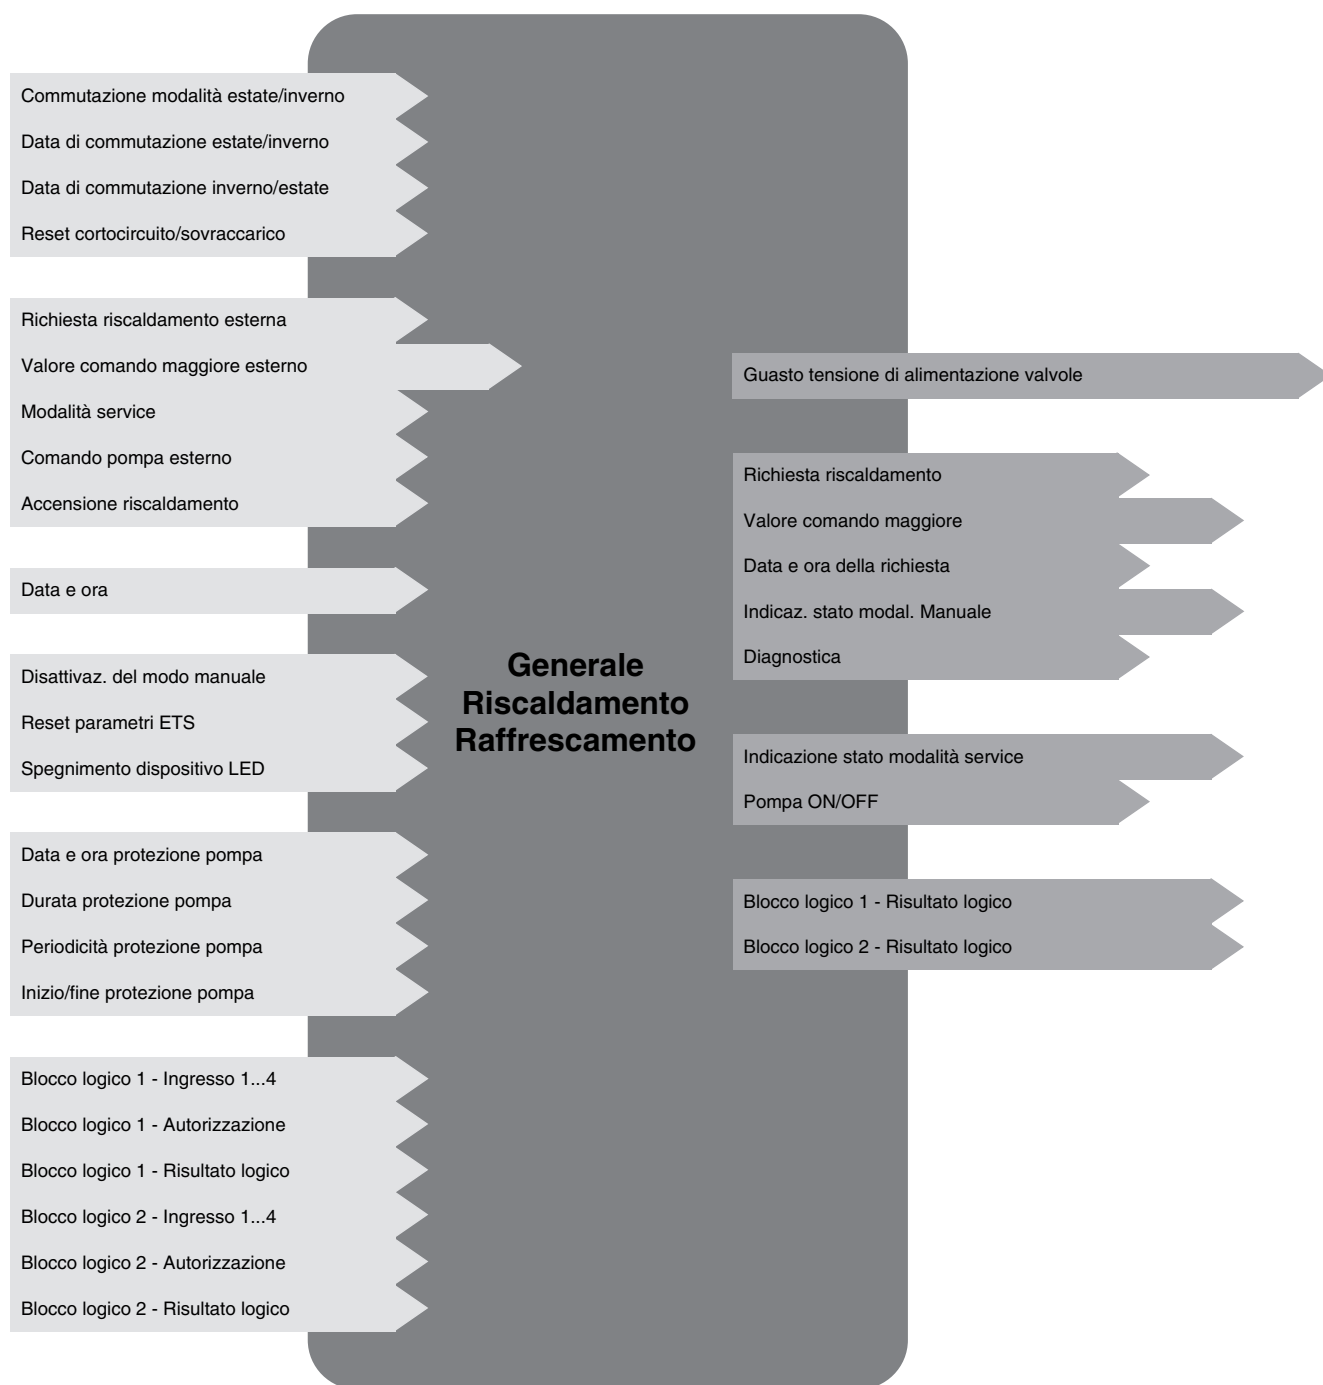 Commutazione modalità estate/inverno
Data di commutazione estate/inverno
Data di commutazione inverno/estate
Reset cortocircuito/sovraccarico
Richiesta riscaldamento esterna
Valore comando maggiore esterno
Modalità service
Comando pompa esterno
Accensione riscaldamento
Data e ora
Disattivaz. del modo manuale
Reset parametri ETS
Spegnimento dispositivo LED
Data e ora protezione pompa
Durata protezione pompa
Periodicità protezione pompa
Inizio/fine protezione pompa
Blocco logico 1 - Ingresso 1...4
Blocco logico 1 - Autorizzazione
Blocco logico 1 - Risultato logico
Blocco logico 2 - Ingresso 1...4
Blocco logico 2 - Autorizzazione
Blocco logico 2 - Risultato logico
Generale
Riscaldamento
Raffrescamento
Guasto tensione di alimentazione valvole
Richiesta riscaldamento
Valore comando maggiore
Data e ora della richiesta
Indicaz. stato modal. Manuale
Diagnostica
Indicazione stato modalità service
Pompa ON/OFF
Blocco logico 1 - Risultato logico
Blocco logico 2 - Risultato logico